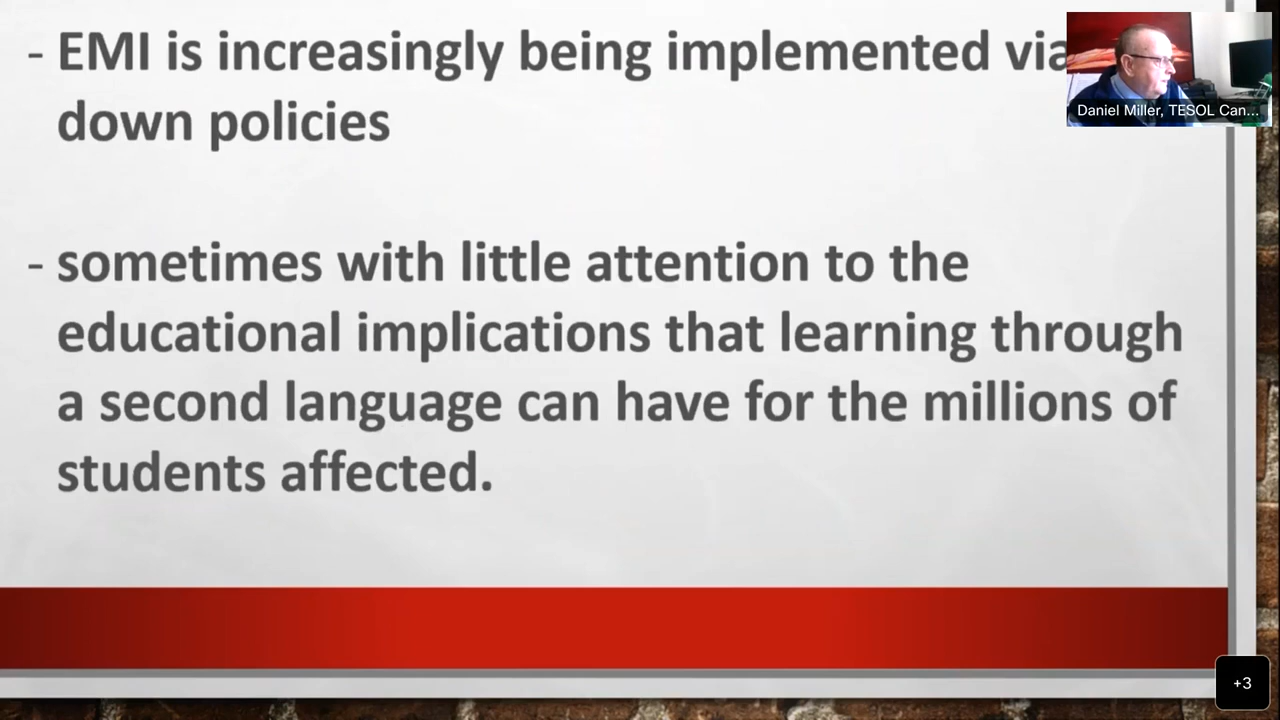 - EMI is increasingly being implemented via
down policies
- sometimes with little attention to the
educational implications that learning through
a second language can have for the millions of
students affected.
Daniel Miller, TESOL Can...
+3